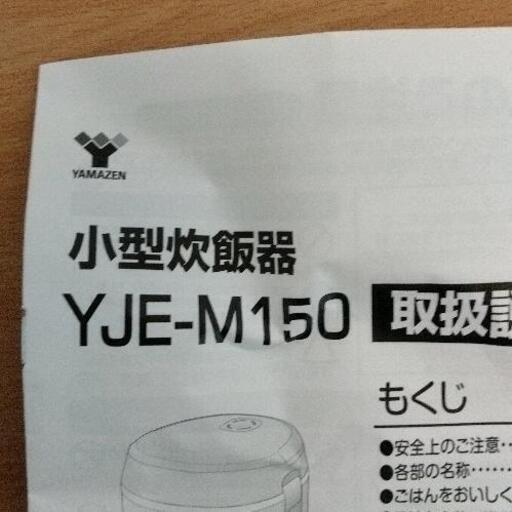 YAMAZEN
小型炊飯器
YJE-M150
取扱説
もくじ
●安全上のご注意‥
●各部の名称‥‥‥
●ごはんをおいしく